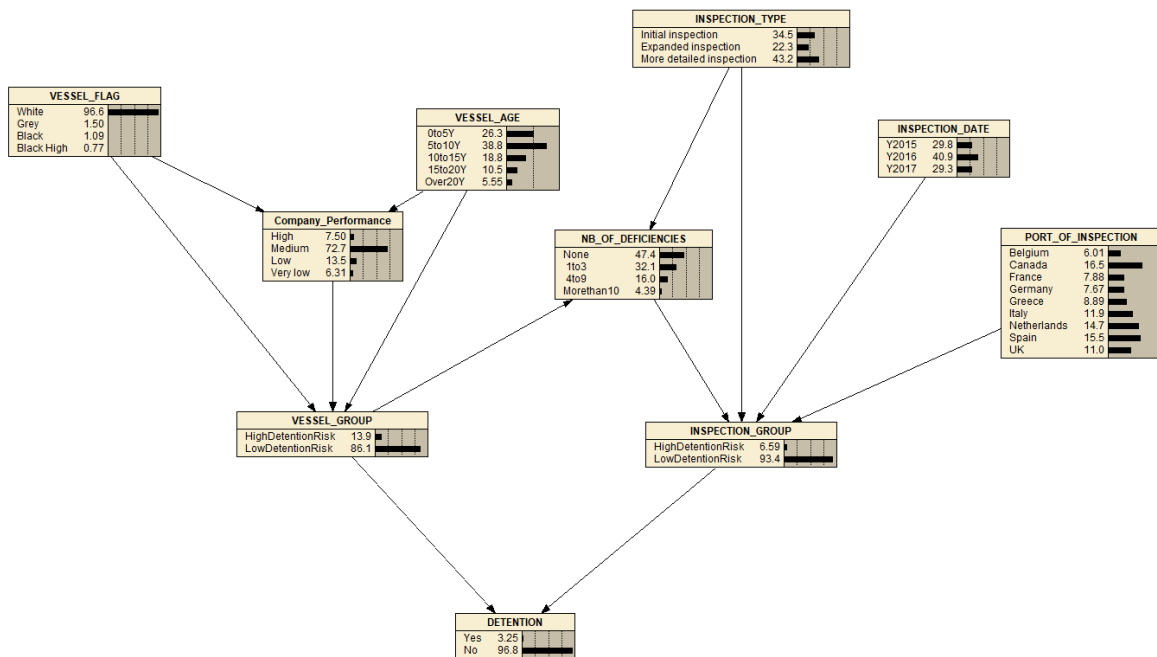 INSPECTION_TYPE
Initial inspection 34.5
Expanded inspection 22.3
More detailed inspection 43.2
VESSEL_FLAG
White 96.6
Grey 1.50
Black 1.09
Black High 0.77
VESSEL_AGE
0to5Y 26.3
5to10Y 38.8
10to15Y 18.8
15to20Y 10.5
Over20Y 5.55
INSPECTION_DATE
Y2015 29.8
Y2016 40.9
Y2017 29.3
Company_Performance
High 7.50
Medium 72.7
Low 13.5
Very low 6.31
NB_OF_DEFICIENCIES
None 47.4
1to3 32.1
4to9 16.0
Morethan10 4.39
PORT_OF_INSPECTION
Belgium 6.01
Canada 16.5
France 7.88
Germany 7.67
Greece 8.89
Italy 11.9
Netherlands 14.7
Spain 15.5
UK 11.0
VESSEL_GROUP
HighDetentionRisk 13.9
LowDetentionRisk 86.1
INSPECTION_GROUP
HighDetentionRisk 6.59
LowDetentionRisk 93.4
DETENTION
Yes 3.25
No 96.8